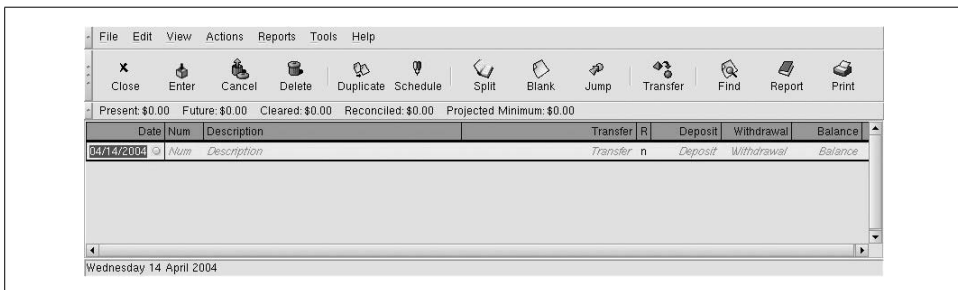 File Edit View Actions Reports Tools Help
Close Enter Cancel Delete Duplicate Schedule Split Blank Jump Transfer Find Report Print
Present: $0.00 Future: $0.00 Cleared: $0.00 Reconciled: $0.00 Projected Minimum: $0.00
Date Num Description Transfer R Deposit Withdrawal Balance
04/14/2004 Num Description Transfer n Deposit Withdrawal Balance
Wednesday 14 April 2004